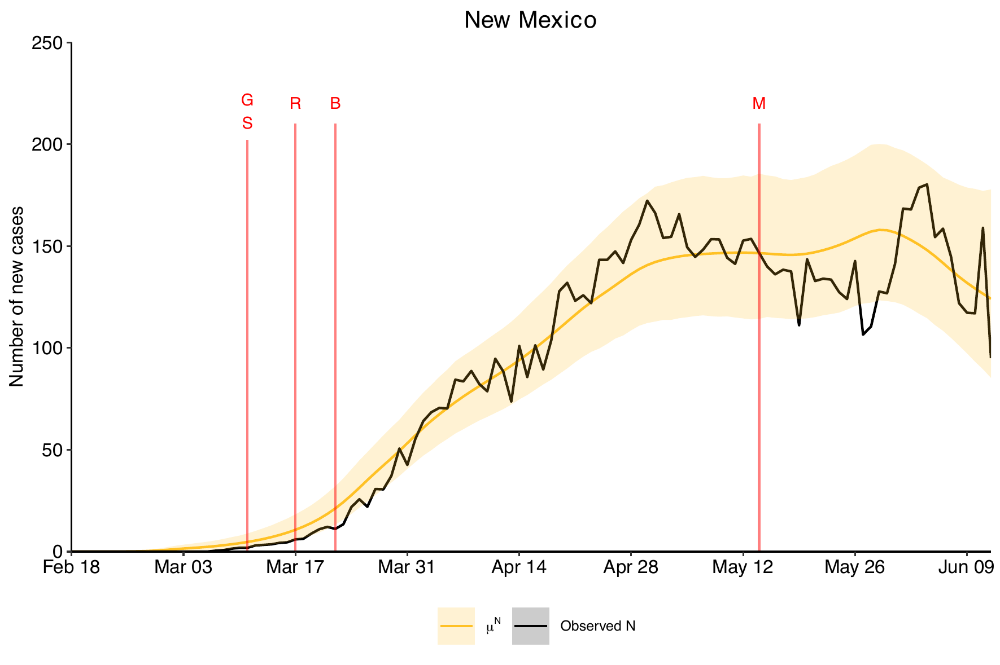 New Mexico
250
200
150
100
50
0
Number of new cases
G
S
R
B
M
Feb 18
Mar 03
Mar 17
Mar 31
Apr 14
Apr 28
May 12
May 26
Jun 09
μᴺ
Observed N